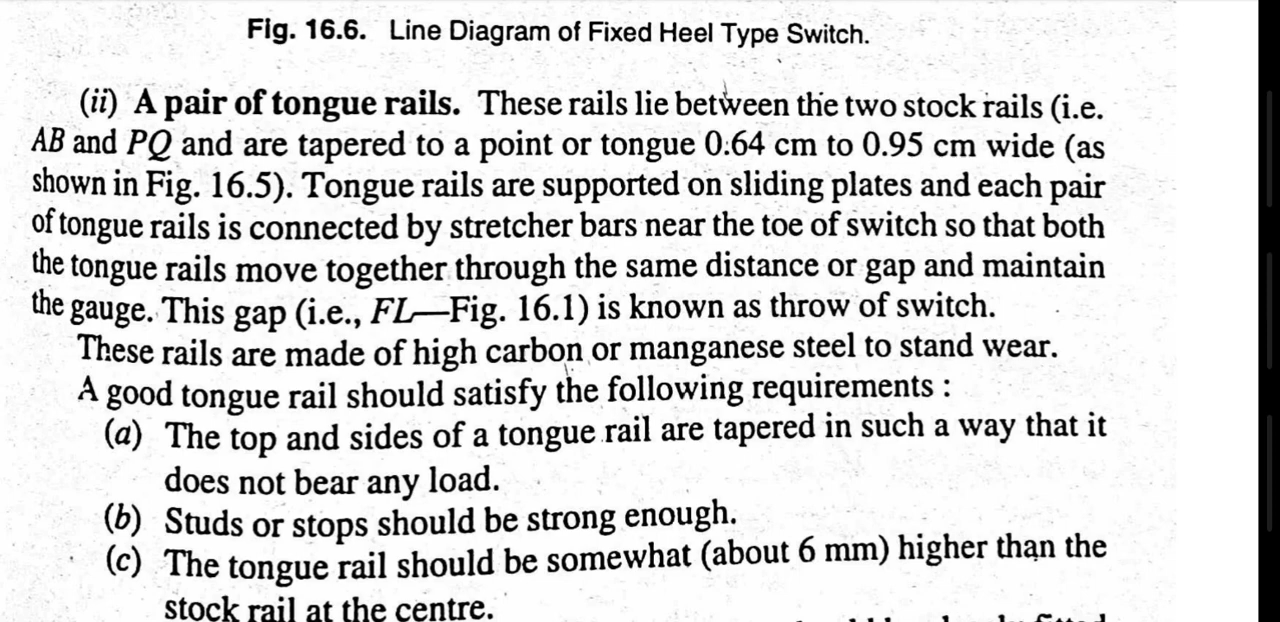 Fig. 16.6. Line Diagram of Fixed Heel Type Switch.
(ii) A pair of tongue rails. These rails lie between the two stock rails (i.e.
AB and PQ and are tapered to a point or tongue 0.64 cm to 0.95 cm wide (as
shown in Fig. 16.5). Tongue rails are supported on sliding plates and each pair
of tongue rails is connected by stretcher bars near the toe of switch so that both
the tongue rails move together through the same distance or gap and maintain
the gauge. This gap (i.e., FL—Fig. 16.1) is known as throw of switch.
These rails are made of high carbon or manganese steel to stand wear.
A good tongue rail should satisfy the following requirements :
(a) The top and sides of a tongue rail are tapered in such a way that it
does not bear any load.
(b) Studs or stops should be strong enough.
(c) The tongue rail should be somewhat (about 6 mm) higher than the
stock rail at the centre.